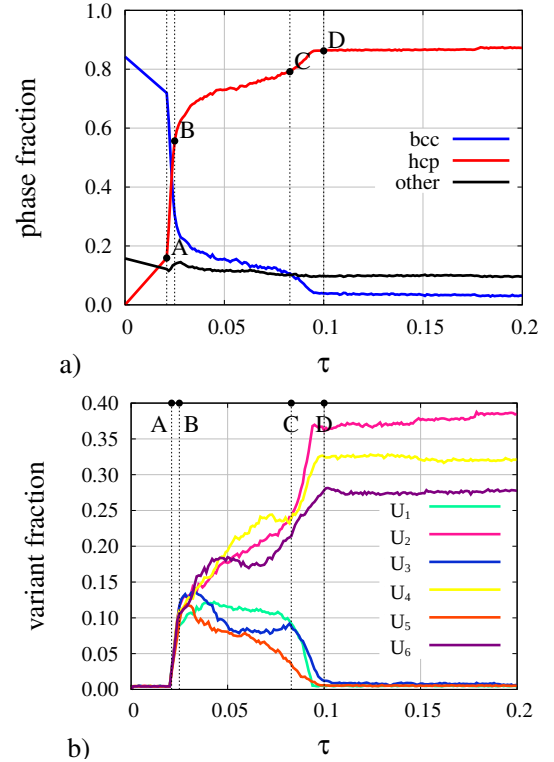 phase fraction
1.0
0.8
0.6
0.4
0.2
0.0
A
B
C
D
bcc
hcp
other
0 0.05 0.1 0.15 0.2
a)
τ
variant fraction
0.40
0.35
0.30
0.25
0.20
0.15
0.10
0.05
0.00
A B C D
U1
U2
U3
U4
U5
U6
0 0.05 0.1 0.15 0.2
b)
τ